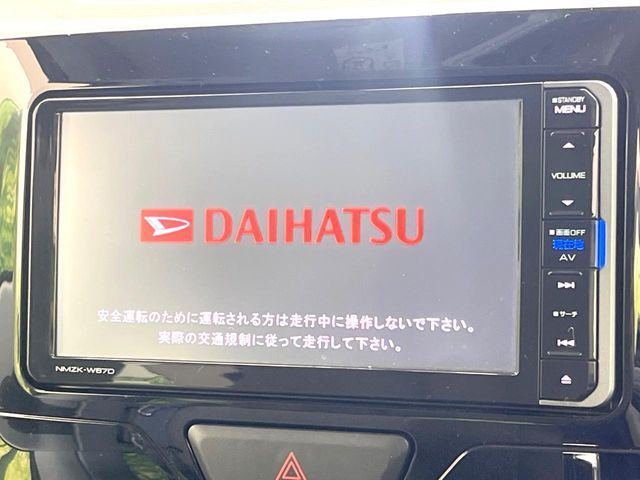 DAIHATSU
安全運転のために運転される方は走行中に操作しないで下さい。
実際の交通規制に従って走行して下さい。
NMZK-W67D
STANDBY
MENU
VOLUME
画面OFF
現在地
AV
サーチ